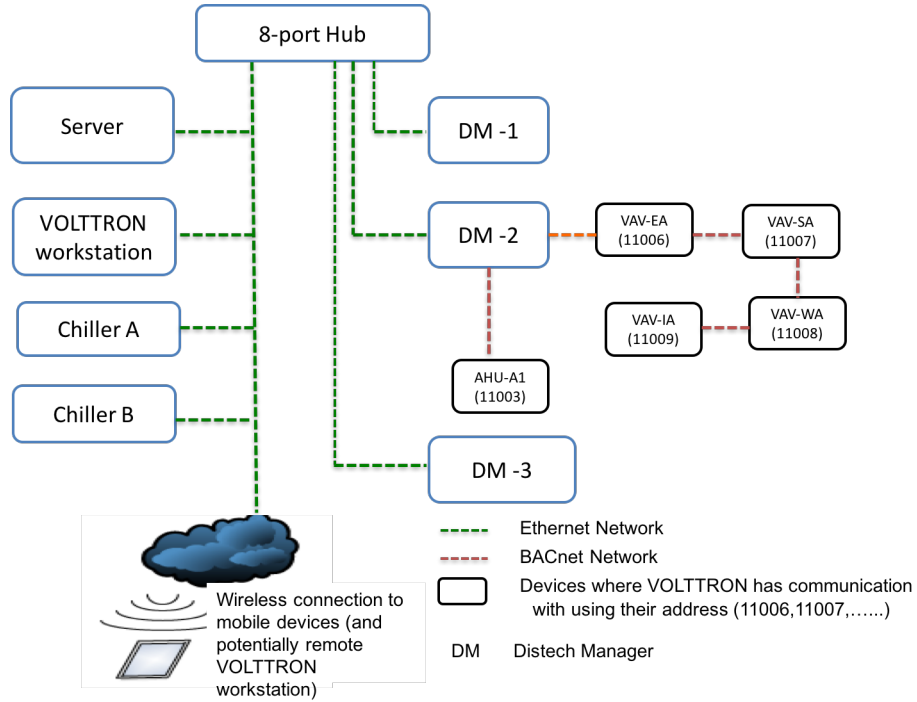 8-port Hub
Server
DM -1
VOLTTRON
workstation
DM -2
VAV-EA
(11006)
VAV-SA
(11007)
Chiller A
VAV-IA
(11009)
VAV-WA
(11008)
Chiller B
AHU-A1
(11003)
DM -3
Ethernet Network
BACnet Network
Devices where VOLTTRON has communication
with using their address (11006,11007,…...)
DM Distech Manager
Wireless connection to
mobile devices (and
potentially remote
VOLTTRON
workstation)